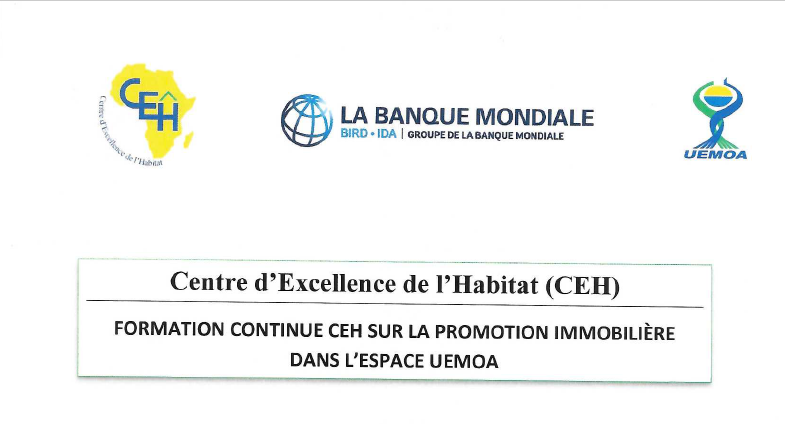 CEH
Centre d'Excellence de l'Habitat
LA BANQUE MONDIALE
BIRD • IDA | GROUPE DE LA BANQUE MONDIALE
UEMOA
Centre d'Excellence de l'Habitat (CEH)
FORMATION CONTINUE CEH SUR LA PROMOTION IMMOBILIÈRE
DANS L'ESPACE UEMOA